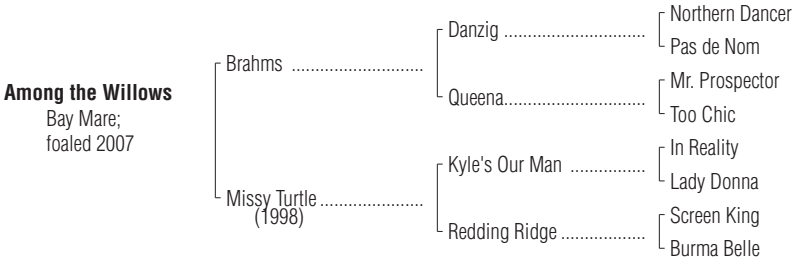 Northern Dancer
Danzig ..............................
Pas de Nom
Brahms ............................
Mr. Prospector
Queena..............................
Too Chic
Among the Willows
Bay Mare;
foaled 2007
In Reality
Kyle's Our Man ................
Lady Donna
Missy Turtle......................
(1998)
Screen King
Redding Ridge ..................
Burma Belle